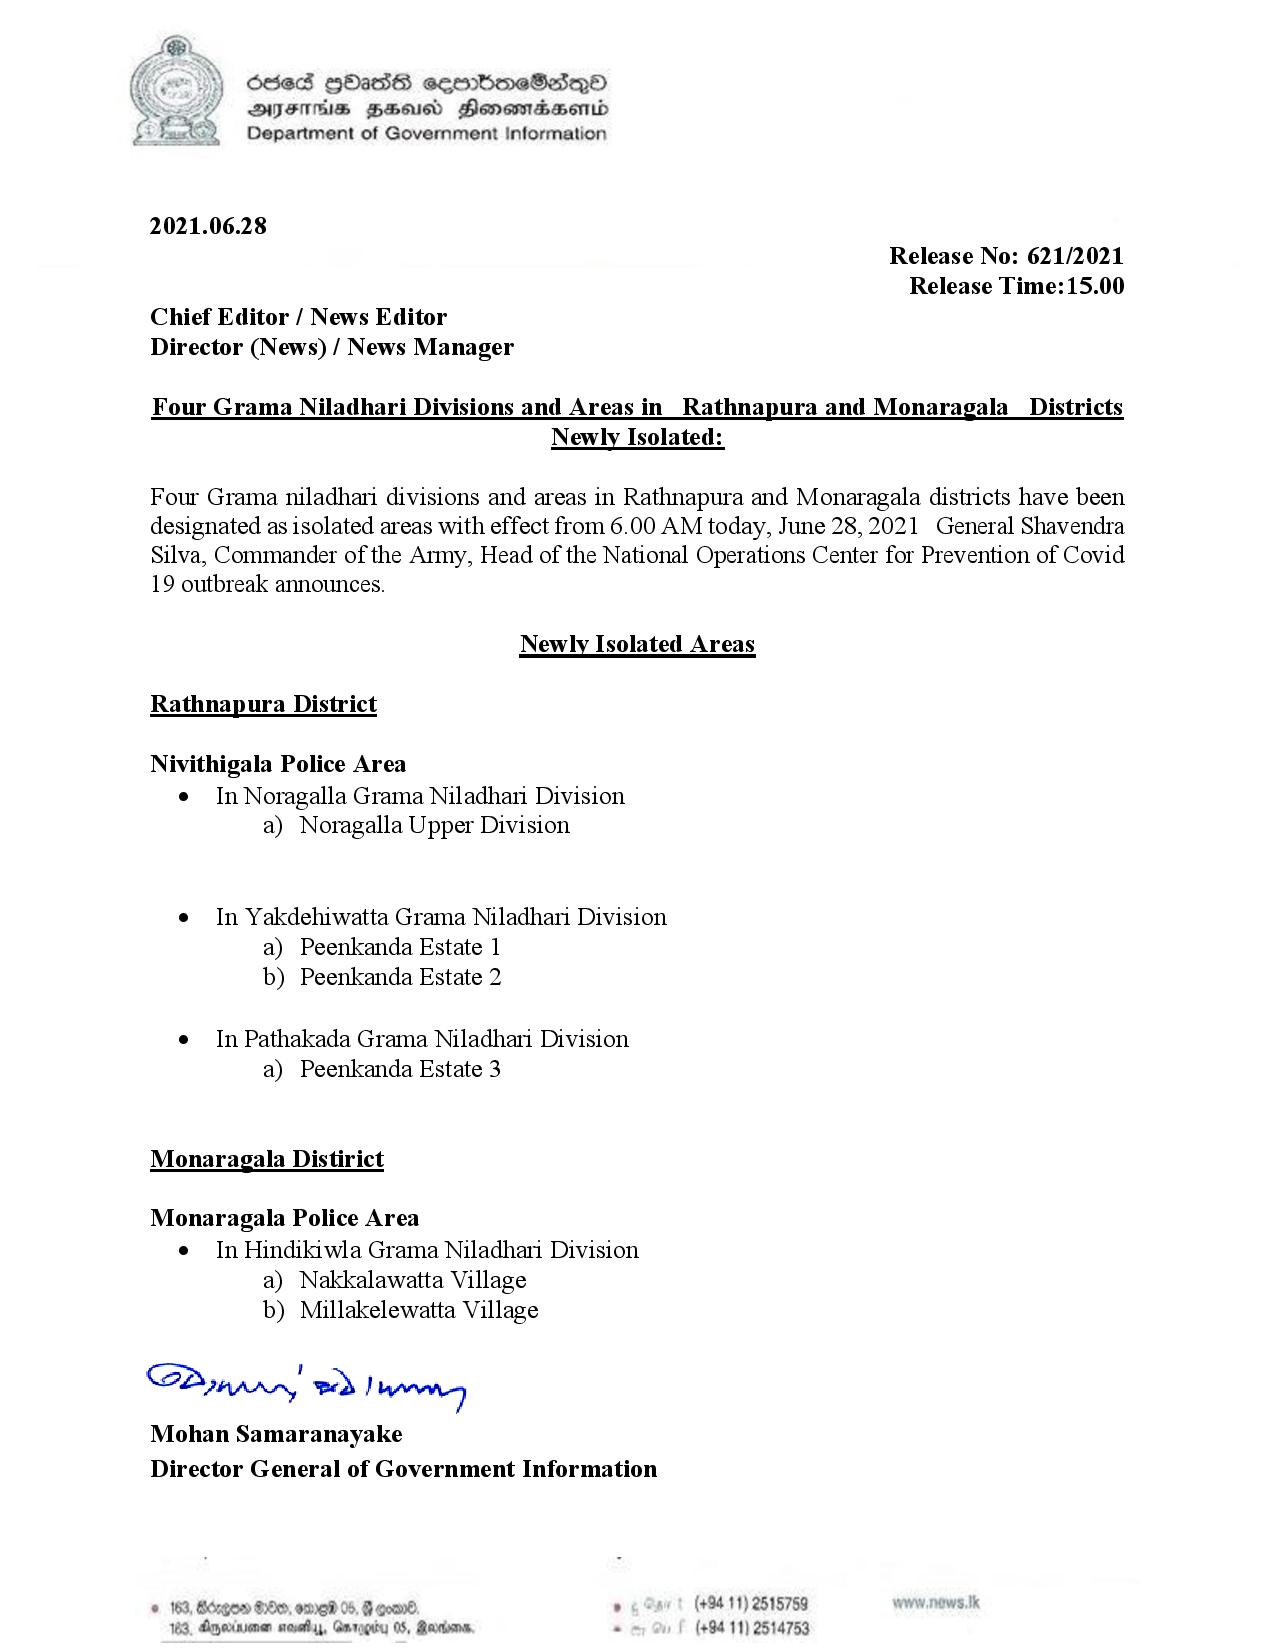 රජයේ ප්‍රවෘත්ති දෙපාර්තමේන්තුව
அரசாங்க தகவல் திணைக்களம்
Department of Government Information
2021.06.28
Release No: 621/2021
Release Time:15.00
Chief Editor / News Editor
Director (News) / News Manager
Four Grama Niladhari Divisions and Areas in Rathnapura and Monaragala Districts
Newly Isolated:
Four Grama niladhari divisions and areas in Rathnapura and Monaragala districts have been
designated as isolated areas with effect from 6.00 AM today, June 28, 2021 General Shavendra
Silva, Commander of the Army, Head of the National Operations Center for Prevention of Covid
19 outbreak announces.
Newly Isolated Areas
Rathnapura District
Nivithigala Police Area
• In Noragalla Grama Niladhari Division
a) Noragalla Upper Division
• In Yakdehiwatta Grama Niladhari Division
a) Peenkanda Estate 1
b) Peenkanda Estate 2
• In Pathakada Grama Niladhari Division
a) Peenkanda Estate 3
Monaragala Distirict
Monaragala Police Area
• In Hindikiwla Grama Niladhari Division
a) Nakkalawatta Village
b) Millakelewatta Village
Mohan Samaranayake
Director General of Government Information
163, කිරුලපන මාවත, කොළඹ 05, ශ්‍රී ලංකාව.
163, கிருலப்பனை எவனியூ, கொழும்பு 05, இலங்கை.
(+94 11) 2515759
(+94 11) 2514753
www.news.lk